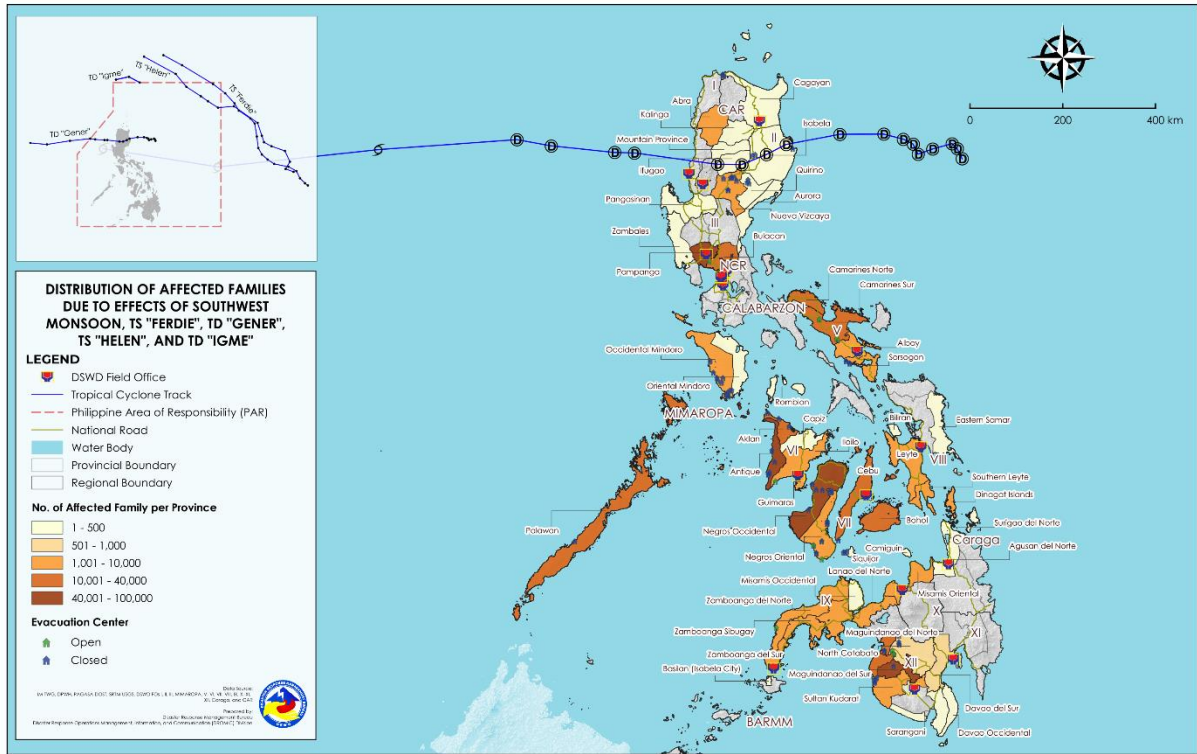 TD "Igme"
TS "Helen"
TS "Ferdie"
TD "Gener"
DISTRIBUTION OF AFFECTED FAMILIES
DUE TO EFFECTS OF SOUTHWEST
MONSOON, TS "FERDIE", TD "GENER",
TS "HELEN", AND TD "IGME"
LEGEND
DSWD Field Office
Tropical Cyclone Track
Philippine Area of Responsibility (PAR)
National Road
Water Body
Provincial Boundary
Regional Boundary
No. of Affected Family per Province
1 - 500
501 - 1,000
1,001 - 10,000
10,001 - 40,000
40,001 - 100,000
Evacuation Center
Open
Closed
Data Source:
Prepared by:
Disaster Response Management Bureau
0 200 400 km
I
Cagayan
Abra
CAR
Kalinga
II
Isabela
Mountain Province
Ifugao
Quirino
Aurora
Pangasinan
Nueva Vizcaya
III
Zambales
Bulacan
Pampanga
NCR
Camarines Norte
CALABARZON
Camarines Sur
V
Albay
Sorsogon
Occidental Mindoro
Oriental Mindoro
Romblon
MIMAROPA
Capiz
Biliran
Eastern Samar
Aklan
VI
Iloilo
VIII
Leyte
Antique
Cebu
Southern Leyte
Guimaras
Dinagat Islands
Palawan
Negros Occidental
VII
Bohol
Surigao del Norte
Caraga
Negros Oriental
Siquijor
Camiguin
Agusan del Norte
Lanao del Norte
Misamis Occidental
Misamis Oriental
Zamboanga del Norte
IX
X
Zamboanga Sibugay
Maguindanao del Norte
XI
Zamboanga del Sur
North Cotabato
XII
Basilan (Isabela City)
Maguindanao del Sur
Sultan Kudarat
Davao del Sur
BARMM
Sarangani
Davao Occidental
D D D D D D D D D D D D D D D D